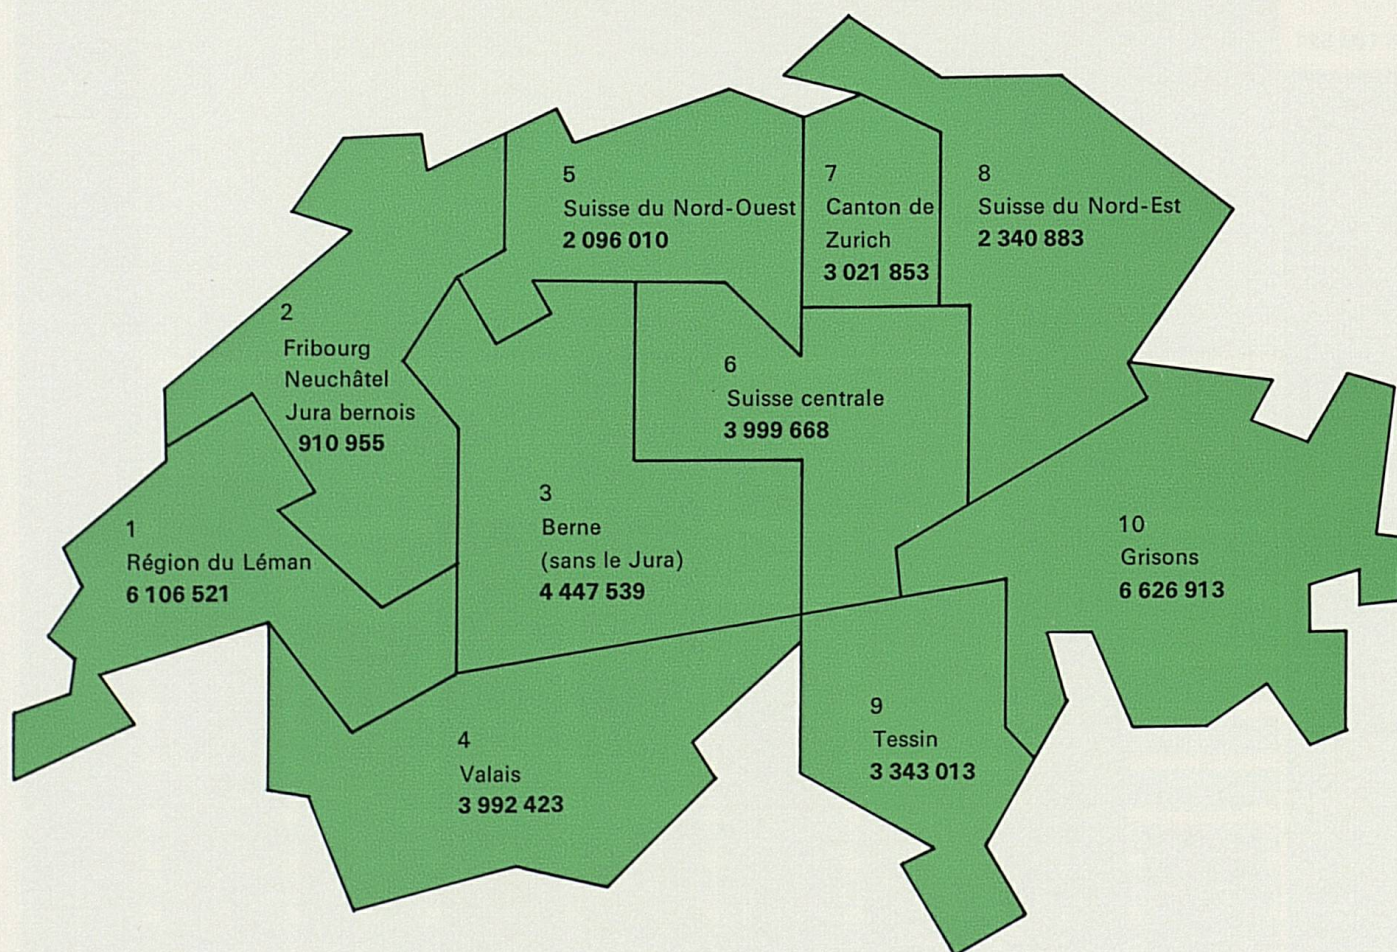 1
Région du Léman
6 106 521
2
Fribourg
Neuchâtel
Jura bernois
910 955
3
Berne
(sans le Jura)
4 447 539
4
Valais
3 992 423
5
Suisse du Nord-Ouest
2 096 010
6
Suisse centrale
3 999 668
7
Canton de
Zurich
3 021 853
8
Suisse du Nord-Est
2 340 883
9
Tessin
3 343 013
10
Grisons
6 626 913